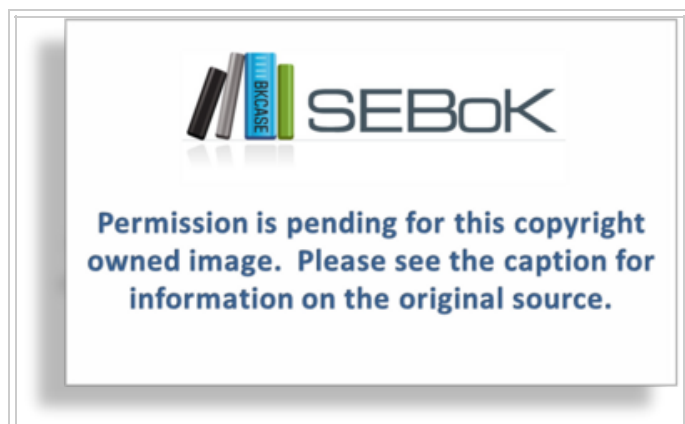 BKCASE
SEBoK
Permission is pending for this copyright
owned image.  Please see the caption for
information on the original source.